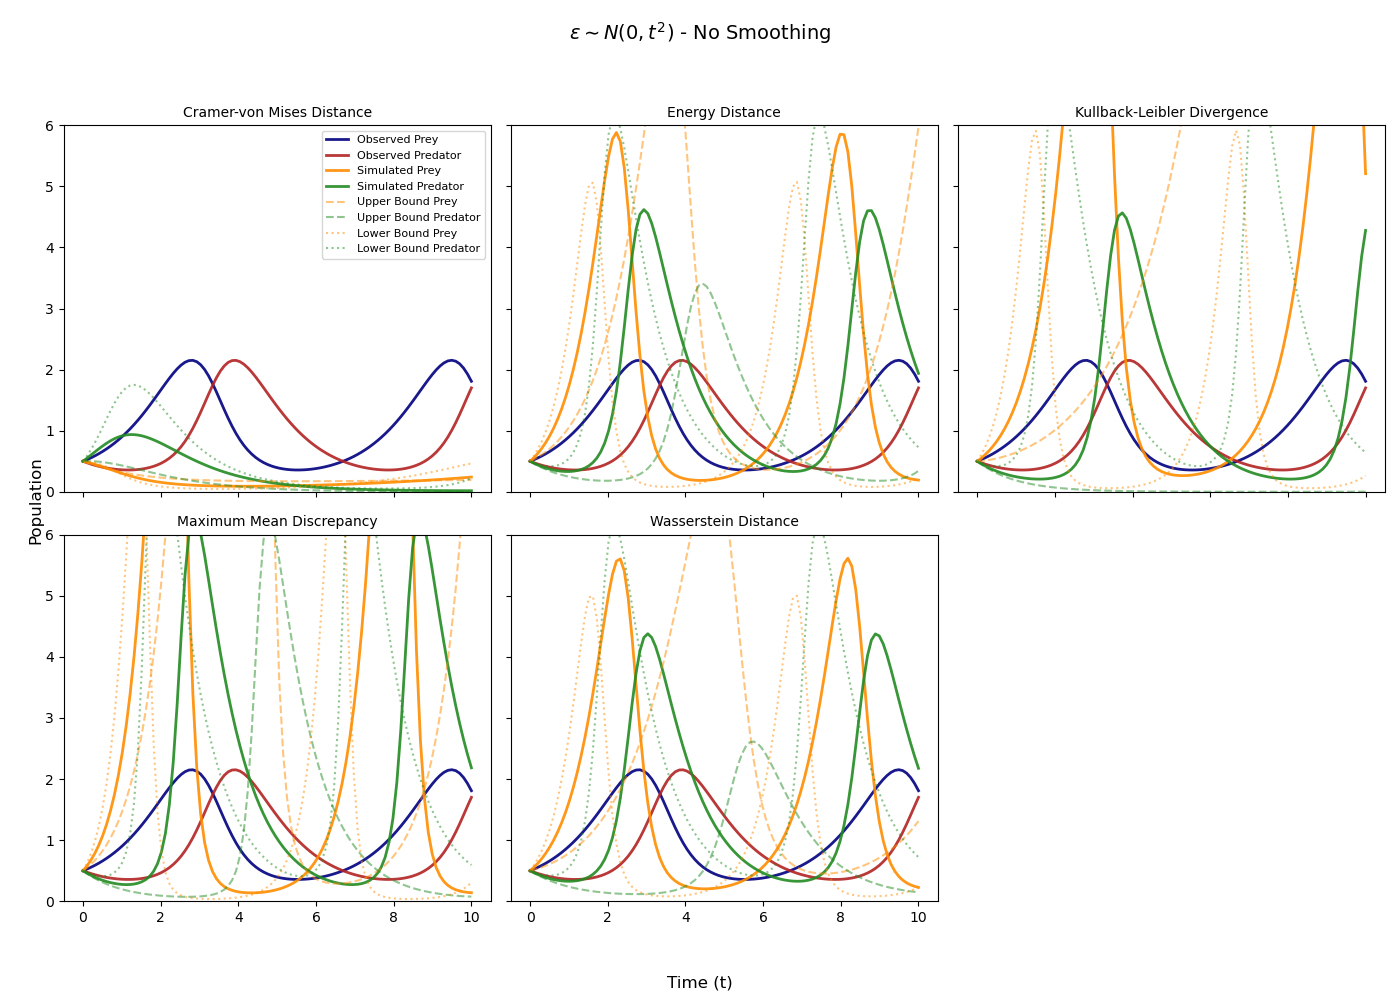 ε ~ N(0, t²) - No Smoothing
Cramer-von Mises Distance
Energy Distance
Kullback-Leibler Divergence
6
5
4
3
2
1
0
Observed Prey
Observed Predator
Simulated Prey
Simulated Predator
Upper Bound Prey
Upper Bound Predator
Lower Bound Prey
Lower Bound Predator
Population
Maximum Mean Discrepancy
Wasserstein Distance
6
5
4
3
2
1
0
0 2 4 6 8 10
0 2 4 6 8 10
Time (t)